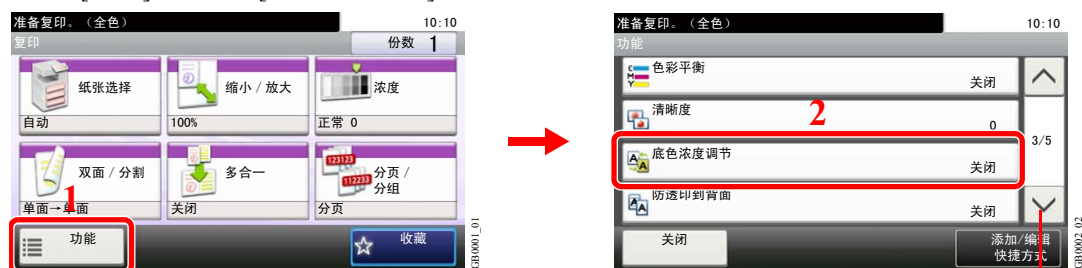 准备复印。（全色）
10:10
复印
份数 1
纸张选择
自动
缩小 / 放大
100%
浓度
正常 0
双面 / 分割
单面→单面
多合一
关闭
123123
112233
分页 /
分组
分页
1
功能
收藏
GB0001_01
准备复印。（全色）
10:10
功能
C
M
Y
色彩平衡
关闭
清晰度
0
2
底色浓度调节
关闭
3/5
防透印到背面
关闭
关闭
添加/编辑
快捷方式
GB0002_02